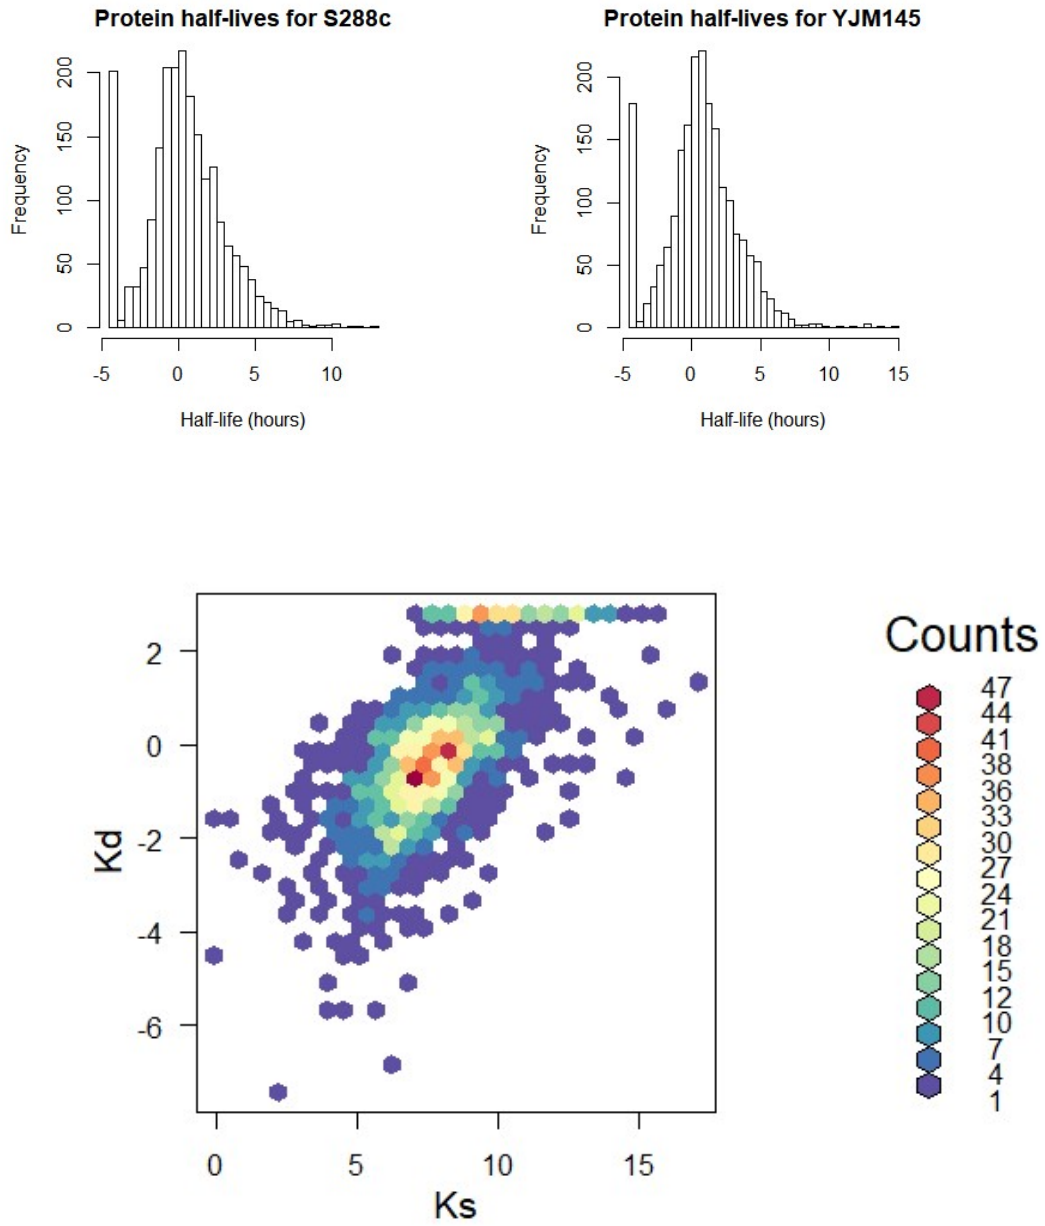 Protein half-lives for S288c
Frequency
200
150
100
50
0
-5 0 5 10
Half-life (hours)
Protein half-lives for YJM145
Frequency
200
150
100
50
0
-5 0 5 10 15
Half-life (hours)
Kd
2
0
-2
-4
-6
0 5 10 15
Ks
Counts
47
44
41
38
36
33
30
27
24
21
18
15
12
10
7
4
1